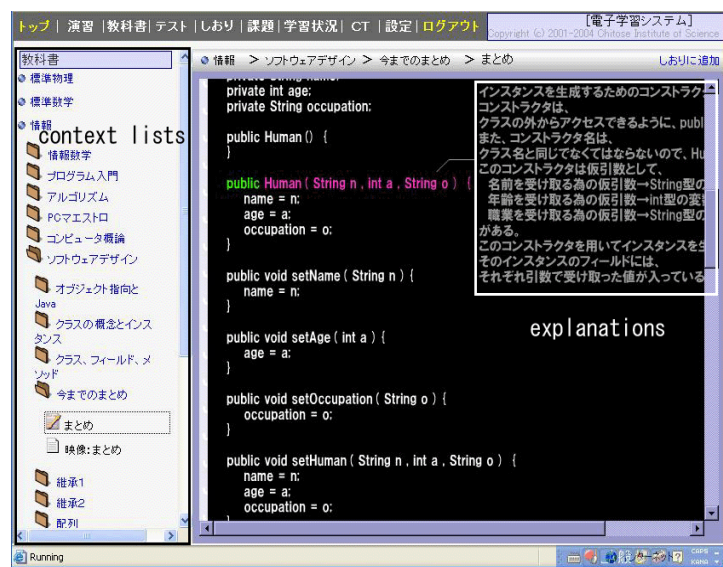 トップ | 演習 |教科書| テスト |しおり |課題|学習状況| CT |設定|ログアウト
【電子学習システム】
Copyright (c) 2001-2004 Chitose Institute of Science
教科書
情報 > ソフトウェアデザイン > 今までのまとめ > まとめ
しおりに追加
標準物理
標準数学
情報
context lists
情報数学
プログラム入門
アルゴリズム
PCマエストロ
コンピュータ概論
ソフトウェアデザイン
オブジェクト指向と
Java
クラスの概念とインス
タンス
クラス、フィールド、メ
ソッド
今までのまとめ
まとめ
映像:まとめ
継承1
継承2
配列
private String name;
private int age;
private String occupation;
public Human () {
}
public Human ( String n , int a , String o ) {
name = n;
age = a;
occupation = o;
}
public void setName ( String n ) {
name = n;
}
public void setAge ( int a ) {
age = a;
}
public void setOccupation ( String o ) {
occupation = o;
}
public void setHuman ( String n , int a , String o ) {
name = n;
age = a;
occupation = o;
インスタンスを生成するためのコンストラク
コンストラクタは、
クラスの外からアクセスできるように、publ
また、コンストラクタ名は、
クラス名と同じでなくてはならないので、Hu
このコンストラクタは仮引数として、
名前を受け取る為の仮引数→String型の
年齢を受け取る為の仮引数→int型の変
職業を受け取る為の仮引数→String型の
がある。
このコンストラクタを用いてインスタンスを生
そのインスタンスのフィールドには、
それぞれ引数で受け取った値が入っている
explanations
Running
CAPS
KANA